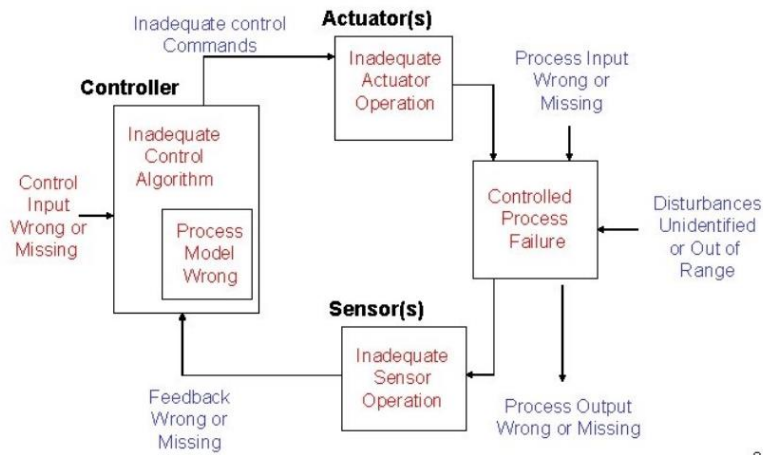 Inadequate control
Commands
Actuator(s)
Inadequate
Actuator
Operation
Process Input
Wrong or
Missing
Controller
Inadequate
Control
Algorithm
Process
Model
Wrong
Control
Input
Wrong or
Missing
Controlled
Process
Failure
Disturbances
Unidentified
or Out of
Range
Sensor(s)
Inadequate
Sensor
Operation
Feedback
Wrong or
Missing
Process Output
Wrong or Missing